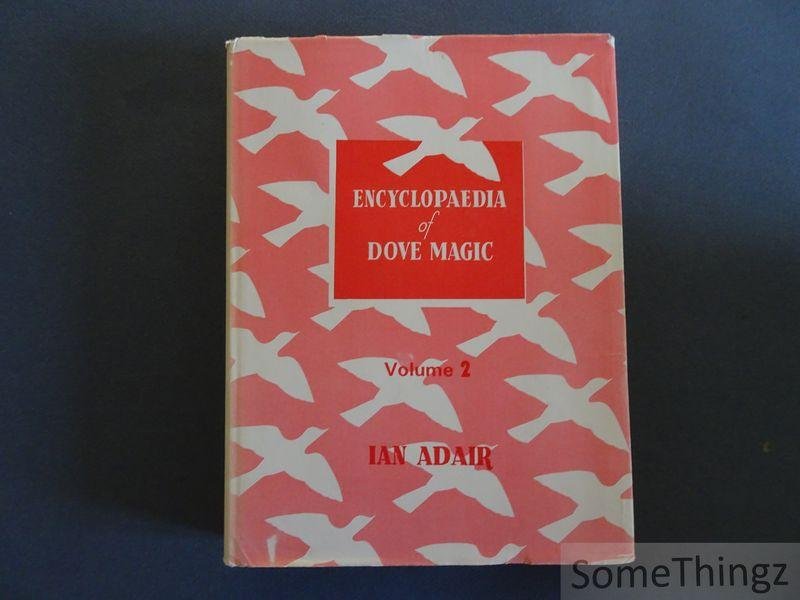 ENCYCLOPAEDIA
of
DOVE MAGIC
Volume 2
IAN ADAIR
SomeThingz